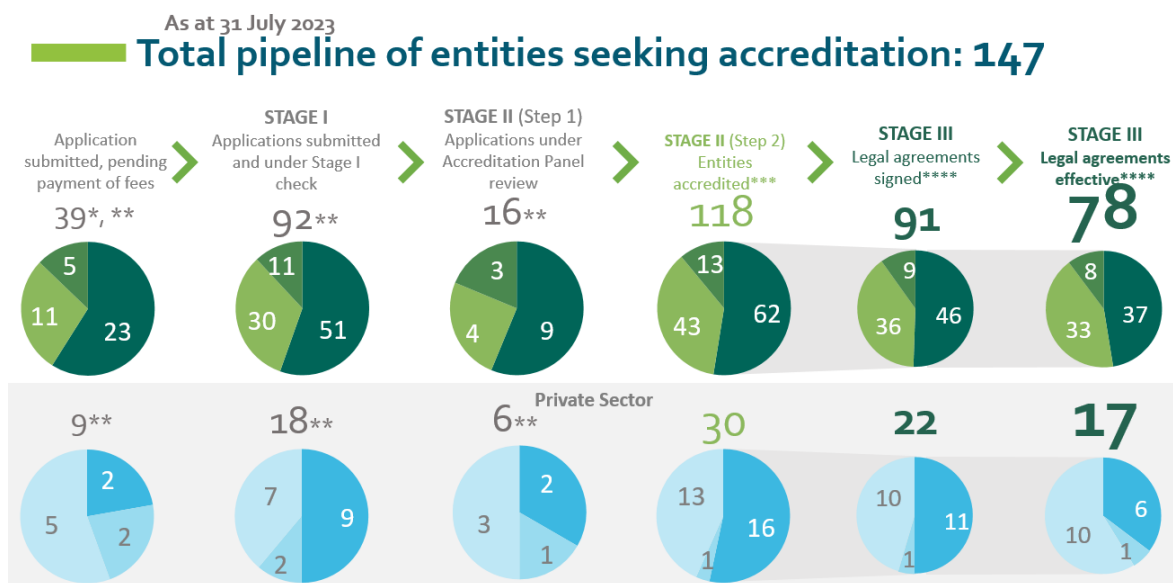 As at 31 July 2023
Total pipeline of entities seeking accreditation: 147
Application
submitted, pending
payment of fees
39*, **
STAGE I
Applications submitted
and under Stage I
check
92**
STAGE II (Step 1)
Applications under
Accreditation Panel
review
16**
STAGE II (Step 2)
Entities
accredited***
118
STAGE III
Legal agreements
signed****
91
STAGE III
Legal agreements
effective****
78
5
11
23
11
30
51
3
4
9
13
43
62
9
36
46
8
33
37
Private Sector
9**
18**
6**
30
22
17
2
5
2
7
9
2
2
3
1
13
16
1
10
11
1
6
10
1